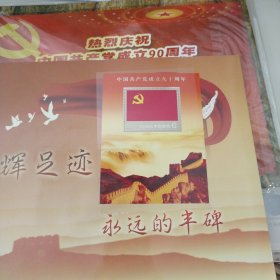 热烈庆祝
中国共产党成立90周年
中国共产党成立九十周年
辉足迹
永远的丰碑